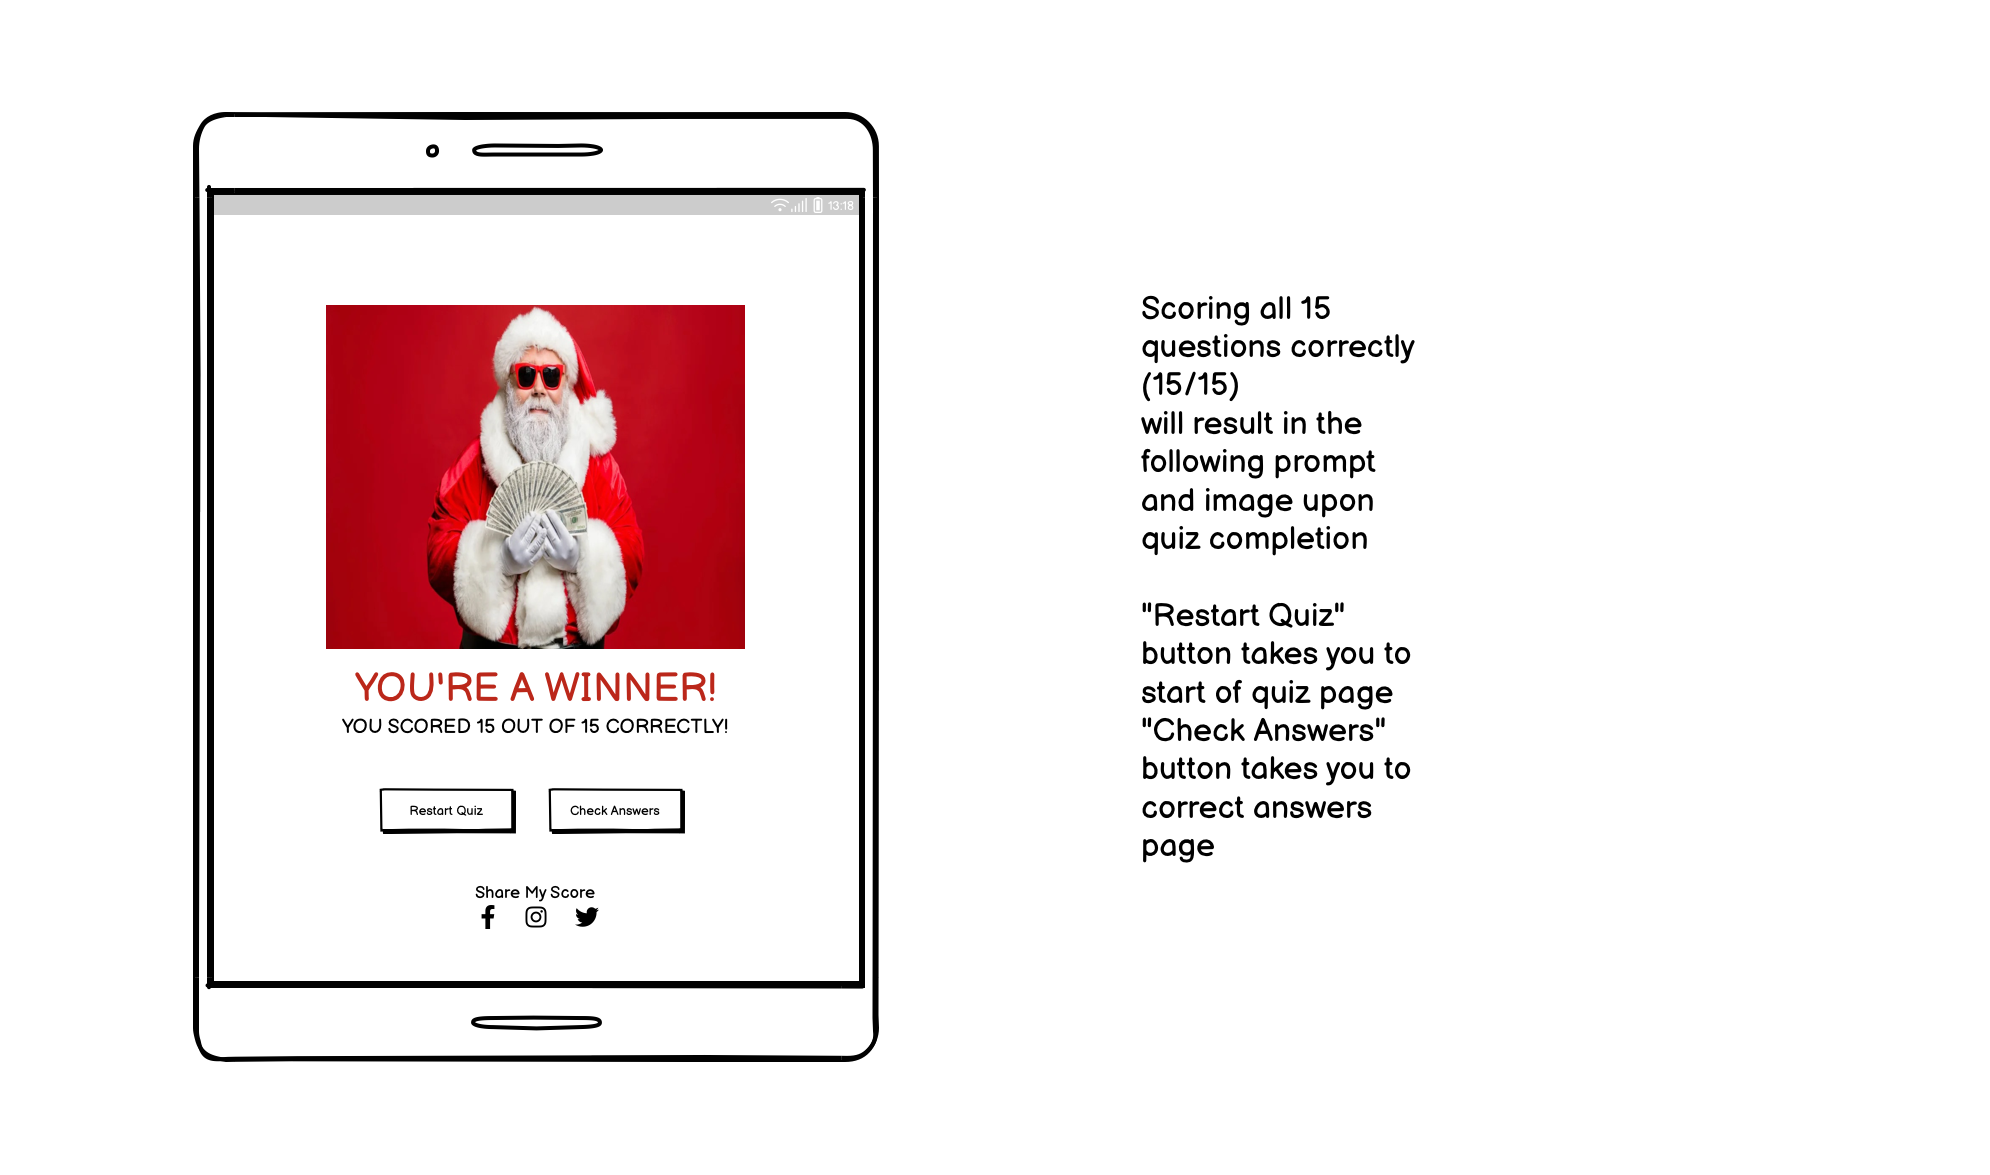 13:18
YOU'RE A WINNER!
YOU SCORED 15 OUT OF 15 CORRECTLY!
Restart Quiz
Check Answers
Share My Score
Scoring all 15
questions correctly
(15/15)
will result in the
following prompt
and image upon
quiz completion
"Restart Quiz"
button takes you to
start of quiz page
"Check Answers"
button takes you to
correct answers
page